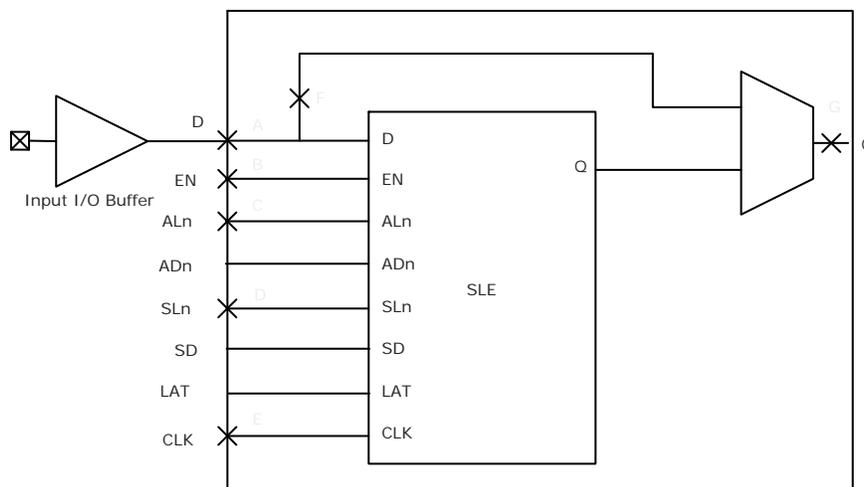 F
G
D
A
D
Q
B
EN
EN
Input I/O Buffer
C
ALn
ALn
ADn
ADn
SLE
D
SLn
SLn
SD
SD
LAT
LAT
E
CLK
CLK